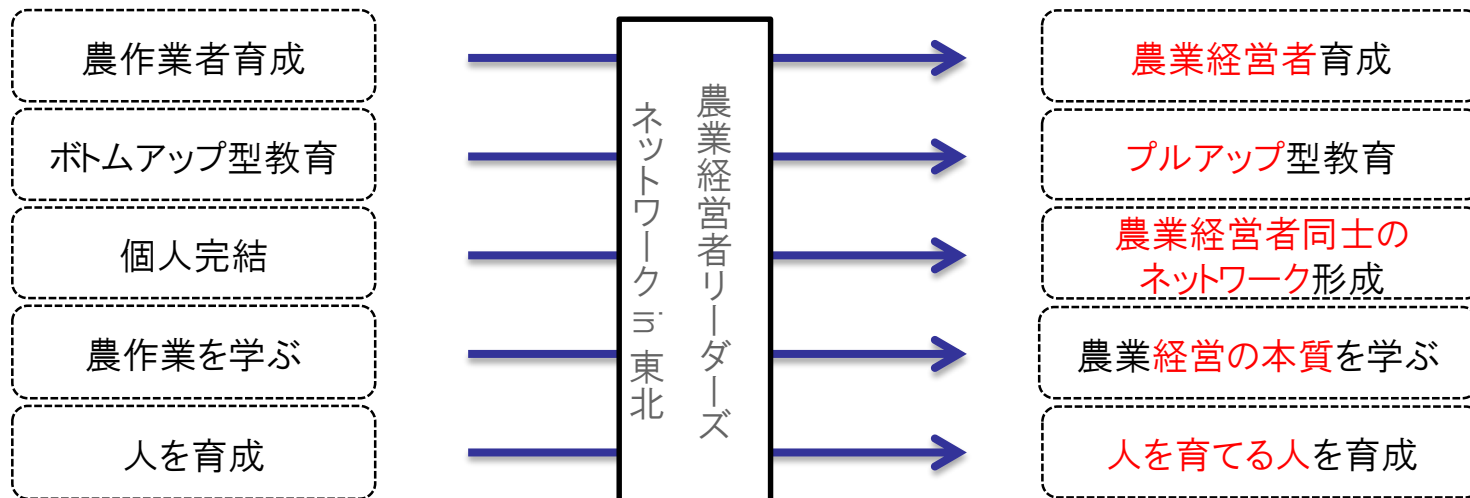 農作業者育成
ボトムアップ型教育
個人完結
農作業を学ぶ
人を育成
農業経営者リーダーズ
ネットワーク in 東北
農業経営者育成
プルアップ型教育
農業経営者同士の
ネットワーク形成
農業経営の本質を学ぶ
人を育てる人を育成